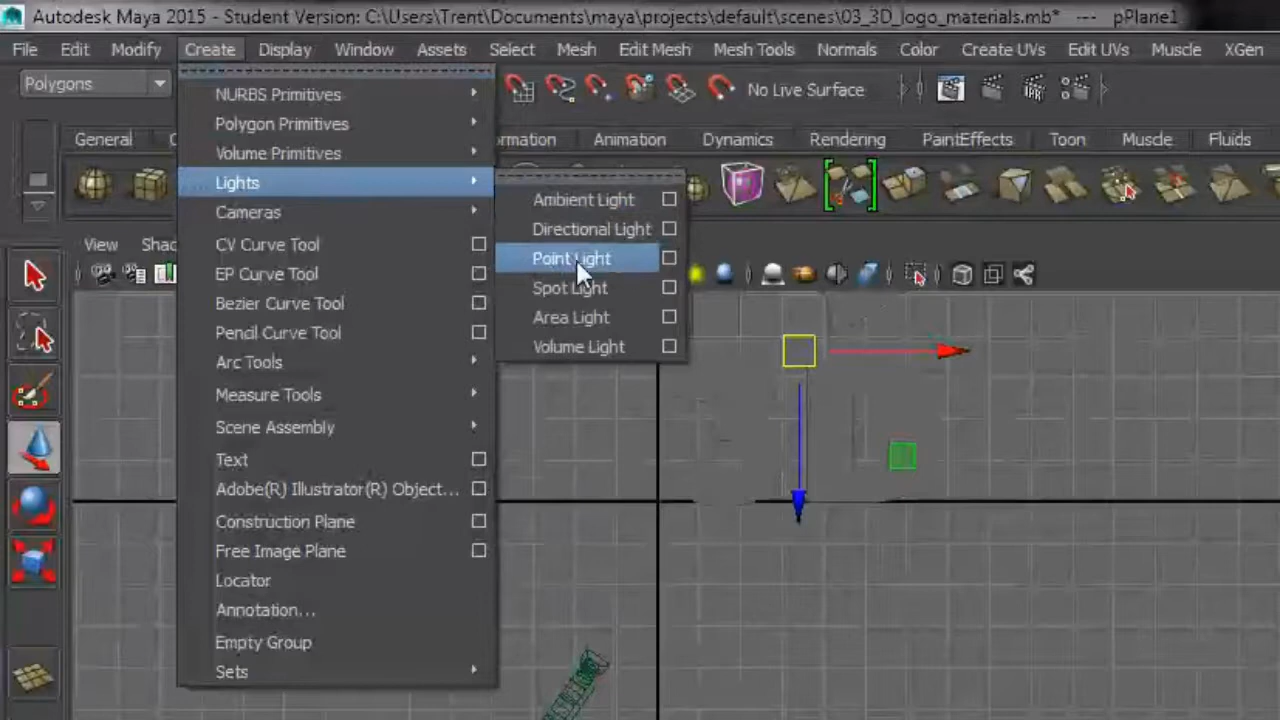 Autodesk Maya 2015 - Student Version: C:\Users\Trent\Documents\maya\projects\default\scenes\03_3D_logo_materials.mb* --- pPlane1
File Edit Modify Create Display Window Assets Select Mesh Edit Mesh Mesh Tools Normals Color Create UVs Edit UVs Muscle XGen
Polygons No Live Surface
General Animation Dynamics Rendering PaintEffects Toon Muscle Fluids
View
NURBS Primitives
Polygon Primitives
Volume Primitives
Lights
Cameras
CV Curve Tool
EP Curve Tool
Bezier Curve Tool
Pencil Curve Tool
Arc Tools
Measure Tools
Scene Assembly
Text
Adobe(R) Illustrator(R) Object...
Construction Plane
Free Image Plane
Locator
Annotation...
Empty Group
Sets
Ambient Light
Directional Light
Point Light
Spot Light
Area Light
Volume Light